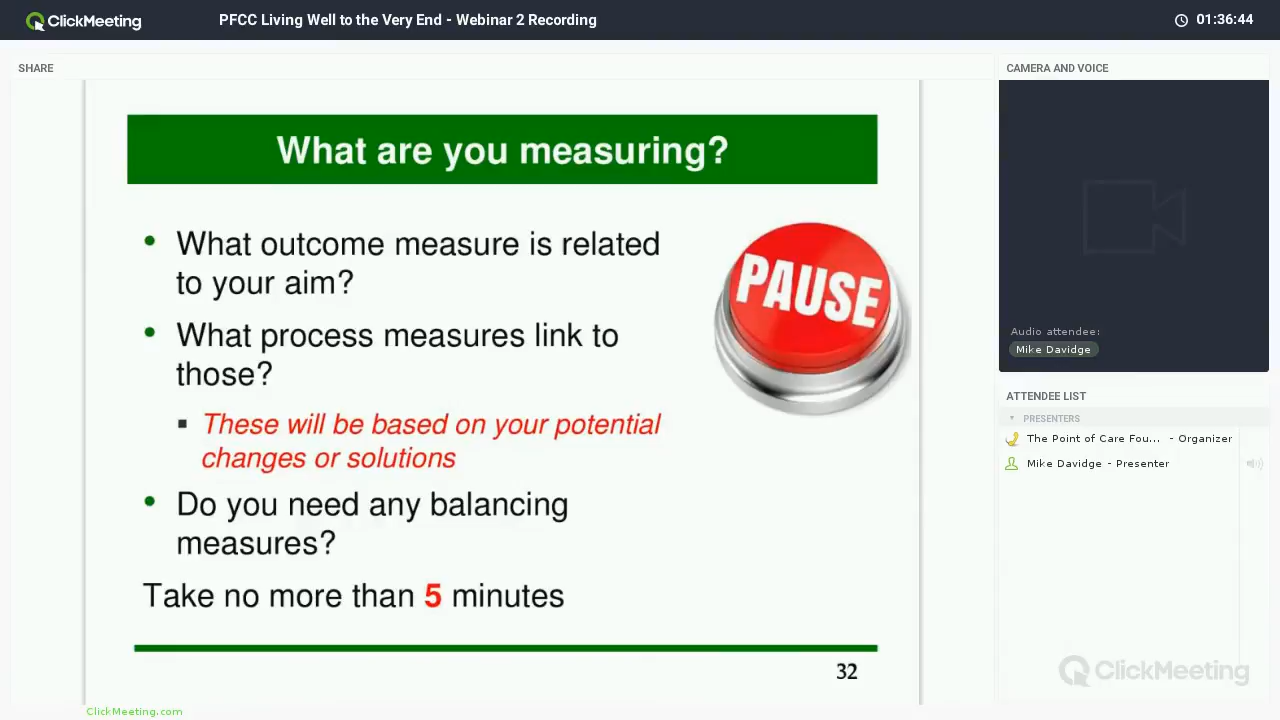 ClickMeeting
PFCC Living Well to the Very End - Webinar 2 Recording
01:36:44
SHARE
CAMERA AND VOICE
What are you measuring?
• What outcome measure is related
to your aim?
• What process measures link to
those?
▪ These will be based on your potential
changes or solutions
• Do you need any balancing
measures?
Take no more than 5 minutes
32
PAUSE
Audio attendee:
Mike Davidge
ATTENDEE LIST
PRESENTERS
The Point of Care Fou... - Organizer
Mike Davidge - Presenter
ClickMeeting
ClickMeeting.com